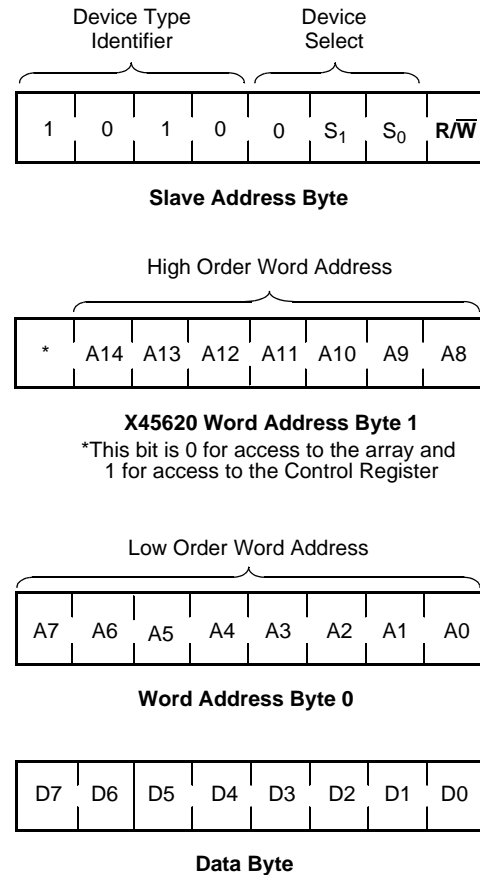 Device Type Identifier
Device Select
1 0 1 0 0 S₁ S₀ R/W̅
Slave Address Byte
High Order Word Address
* A14 A13 A12 A11 A10 A9 A8
X45620 Word Address Byte 1
*This bit is 0 for access to the array and
1 for access to the Control Register
Low Order Word Address
A7 A6 A5 A4 A3 A2 A1 A0
Word Address Byte 0
D7 D6 D5 D4 D3 D2 D1 D0
Data Byte